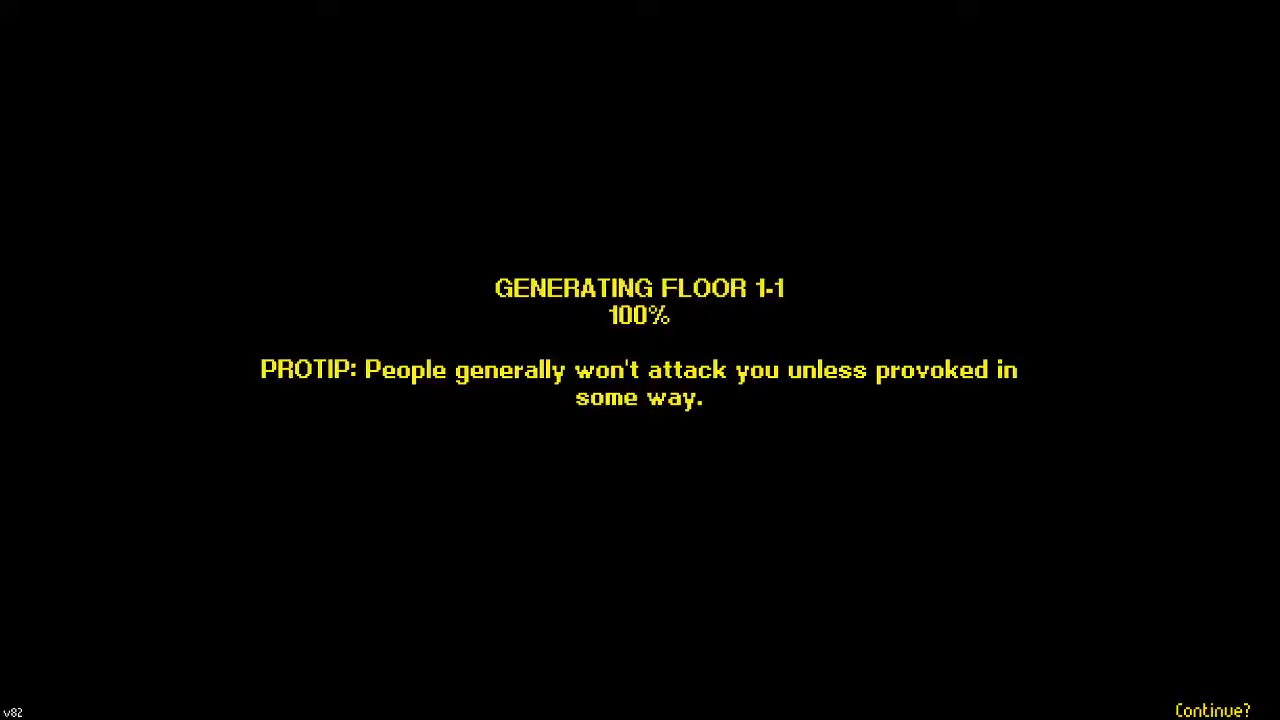 GENERATING FLOOR 1-1
100%
PROTIP: People generally won't attack you unless provoked in
some way.
v82
Continue?